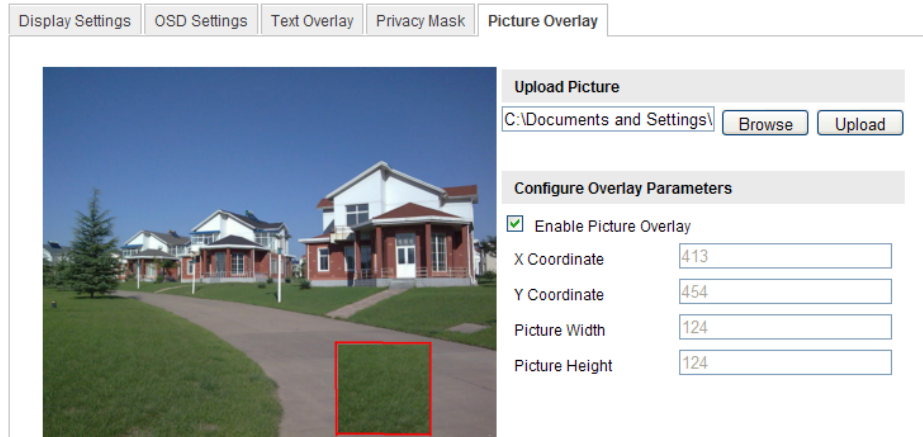 Display Settings OSD Settings Text Overlay Privacy Mask Picture Overlay
Upload Picture
C:\Documents and Settings\ Browse Upload
Configure Overlay Parameters
Enable Picture Overlay
X Coordinate 413
Y Coordinate 454
Picture Width 124
Picture Height 124